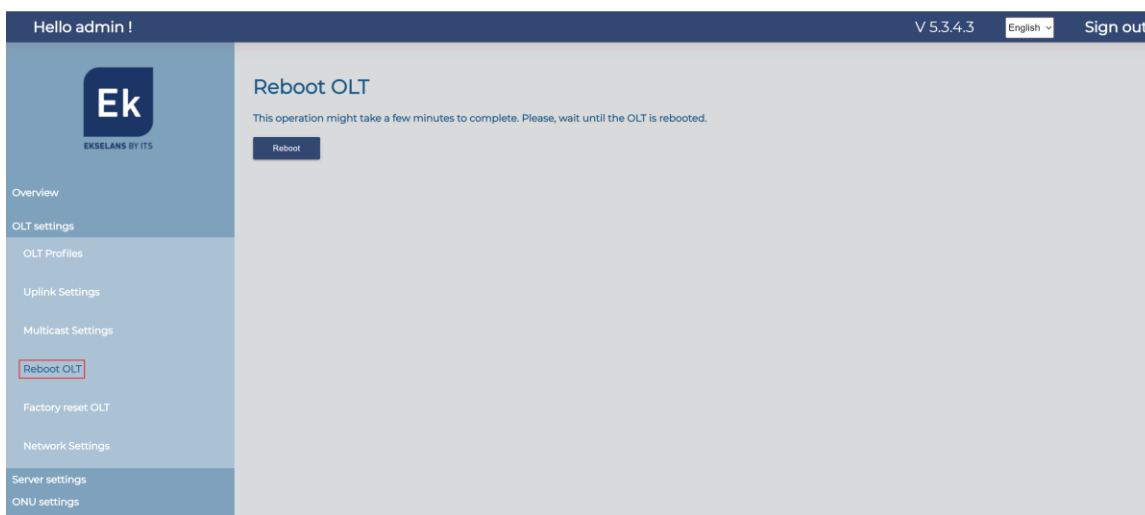 Hello admin !
V 5.3.4.3
English
Sign out
Ek
EKSELANS BY ITS
Overview
OLT settings
OLT Profiles
Uplink Settings
Multicast Settings
Reboot OLT
Factory reset OLT
Network Settings
Server settings
ONU settings
Reboot OLT
This operation might take a few minutes to complete. Please, wait until the OLT is rebooted.
Reboot